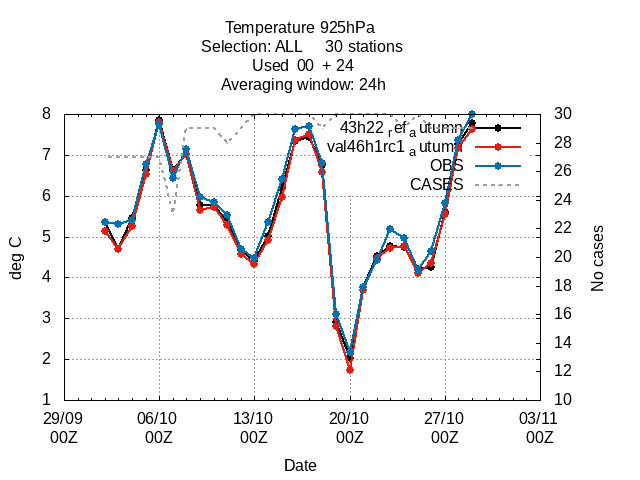 Temperature 925hPa
Selection: ALL 30 stations
Used 00 + 24
Averaging window: 24h
43h22_ref_autumn
val46h1rc1_autumn
OBS
CASES
deg C
8
7
6
5
4
3
2
1
30
28
26
24
22
20
18
16
14
12
10
No cases
29/09 06/10 13/10 20/10 27/10 03/11
00Z 00Z 00Z 00Z 00Z 00Z
Date